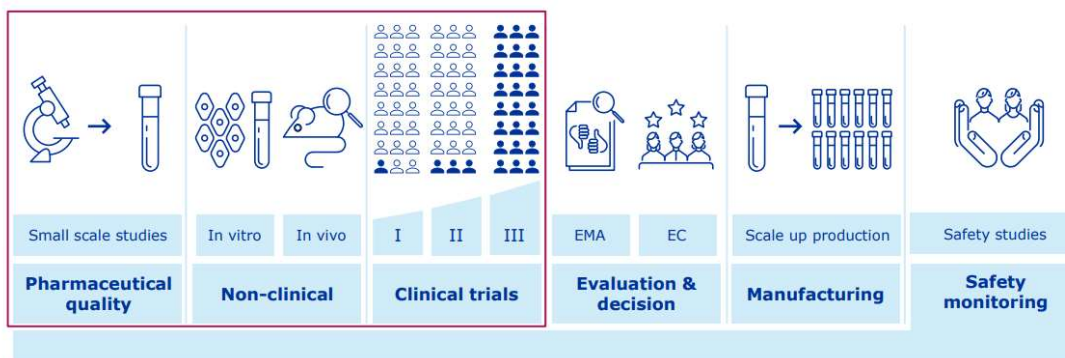 Small scale studies
In vitro
In vivo
I
II
III
EMA
EC
Scale up production
Safety studies
Pharmaceutical
quality
Non-clinical
Clinical trials
Evaluation &
decision
Manufacturing
Safety
monitoring